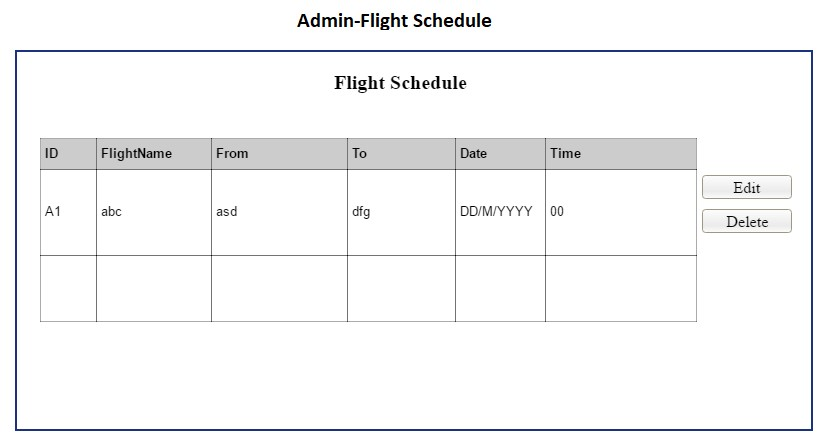 Admin-Flight Schedule
Flight Schedule
ID FlightName From To Date Time
A1 abc asd dfg DD/M/YYYY 00
Edit
Delete